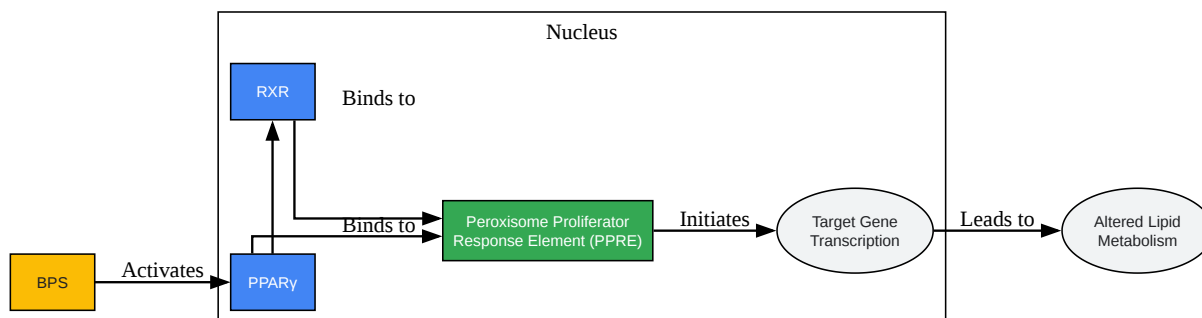 Nucleus
RXR
Binds to
Peroxisome Proliferator
Response Element (PPRE)
Binds to
Initiates
Target Gene
Transcription
Leads to
Altered Lipid
Metabolism
BPS
Activates
PPARγ